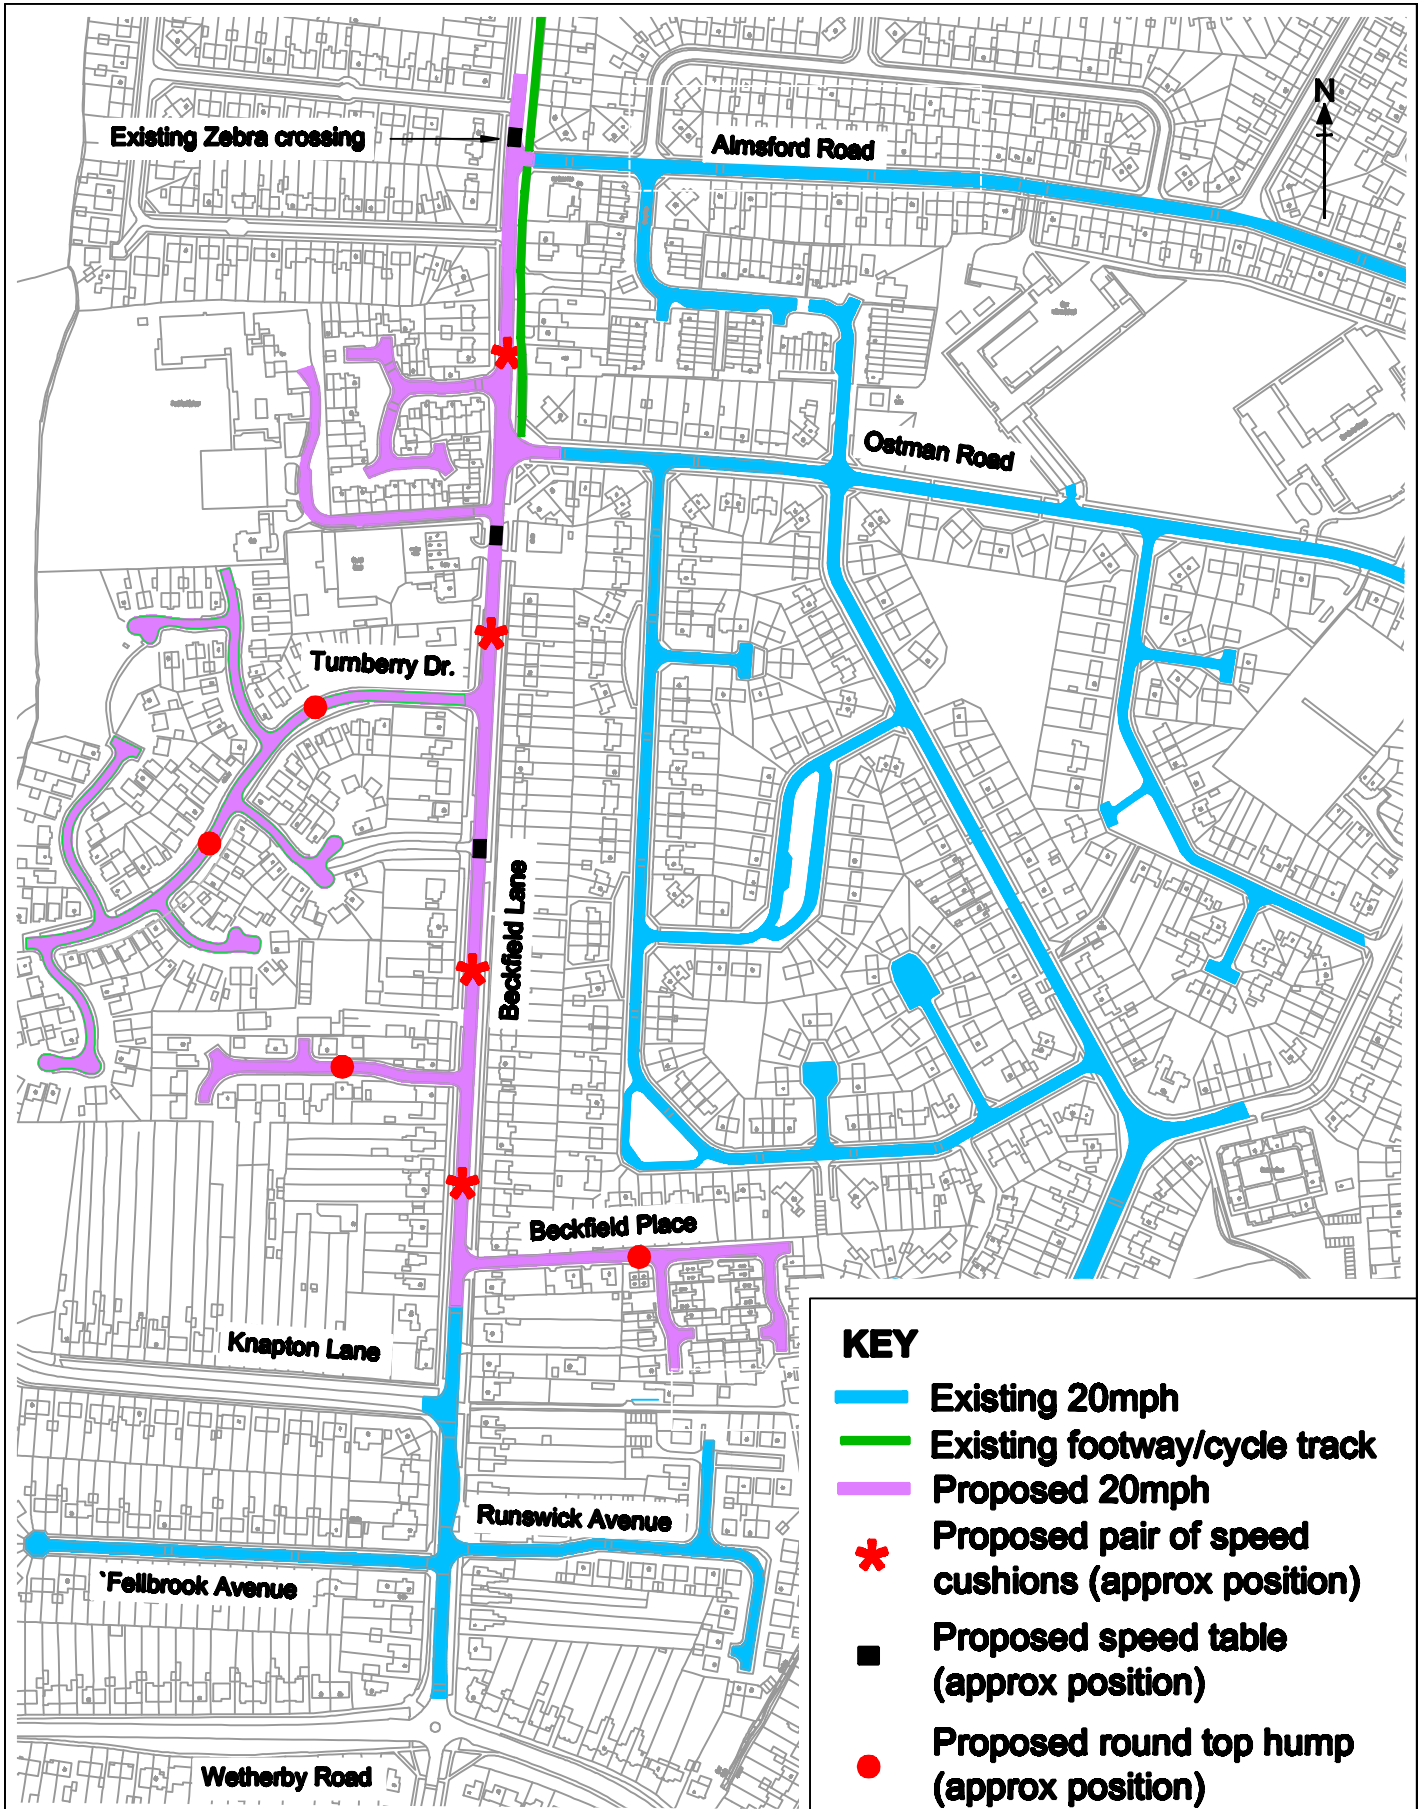 N
Existing Zebra crossing
Almsford Road
Ostman Road
Turnberry Dr.
Beckfield Lane
Beckfield Place
Knapton Lane
Runswick Avenue
`Fellbrook Avenue
Wetherby Road
KEY
Existing 20mph
Existing footway/cycle track
Proposed 20mph
Proposed pair of speed
cushions (approx position)
Proposed speed table
(approx position)
Proposed round top hump
(approx position)